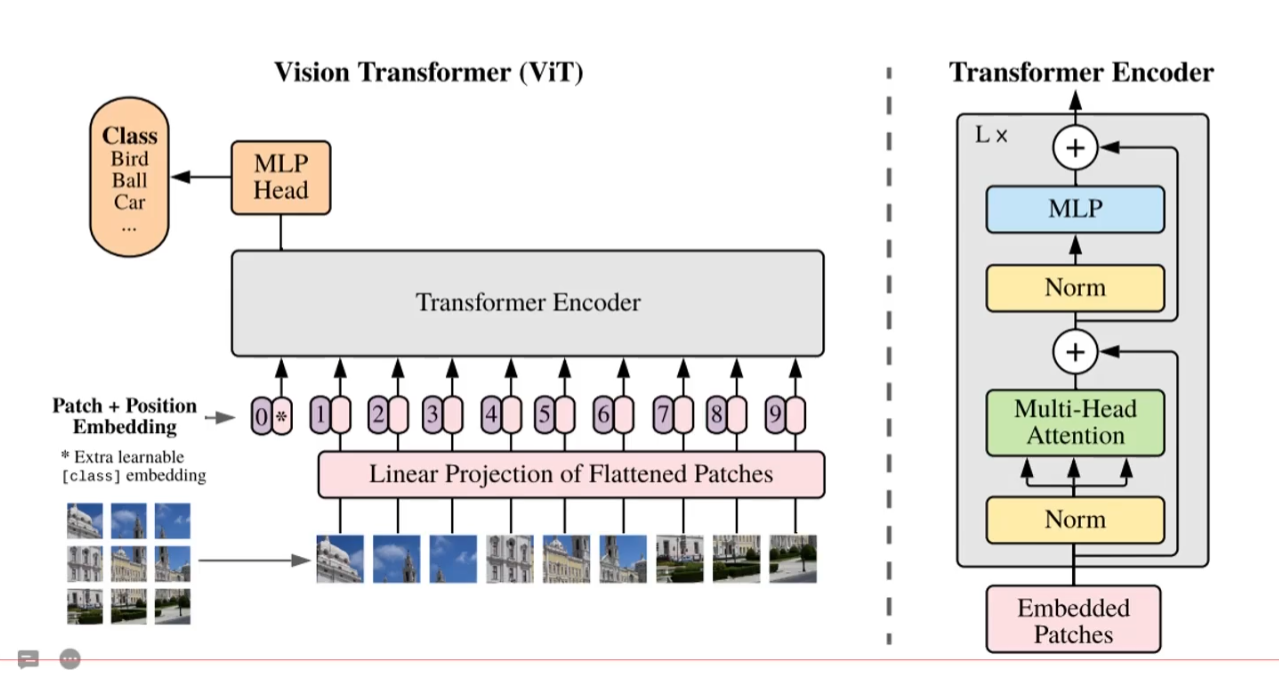 Vision Transformer (ViT)
Class
Bird
Ball
Car
...
MLP
Head
Transformer Encoder
Patch + Position
Embedding
* Extra learnable
[class] embedding
0 * 1 2 3 4 5 6 7 8 9
Linear Projection of Flattened Patches
Transformer Encoder
L ×
+
MLP
Norm
+
Multi-Head
Attention
Norm
Embedded
Patches